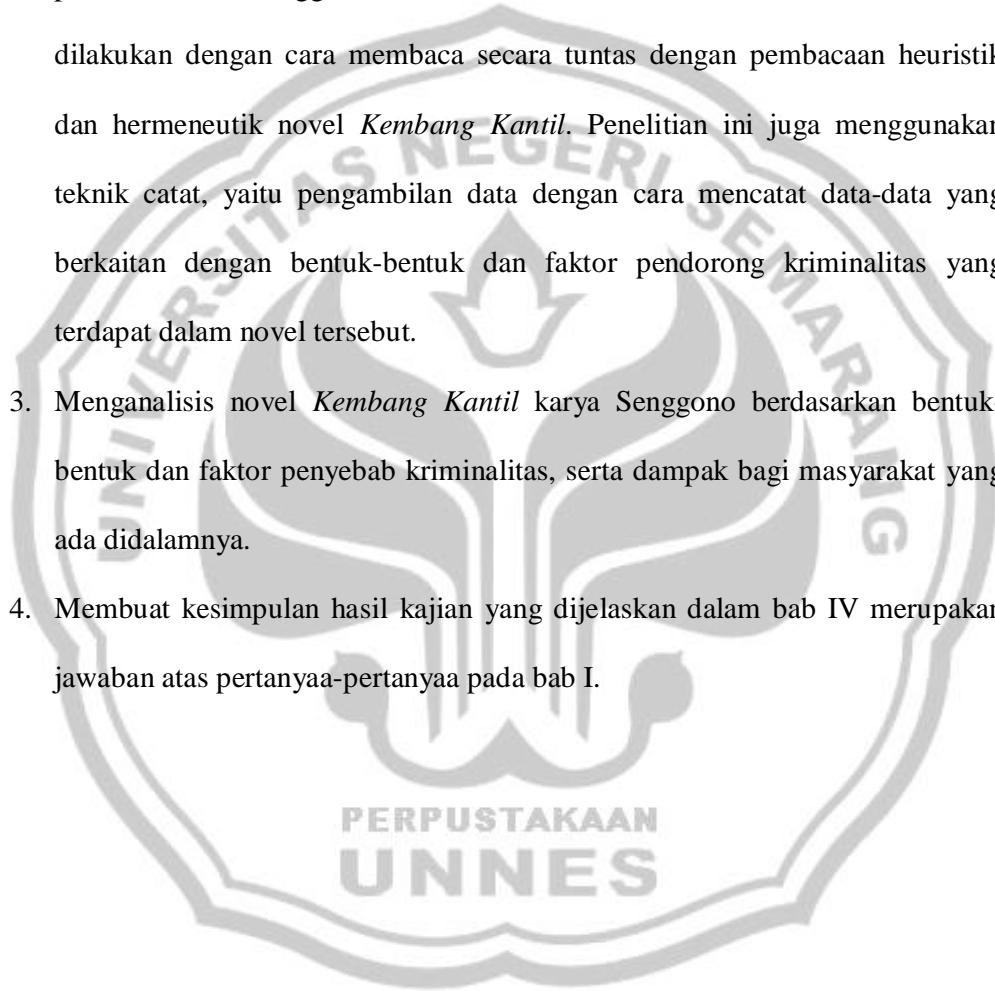 dilakukan dengan cara membaca secara tuntas dengan pembacaan heuristik
dan hermeneutik novel Kembang Kantil. Penelitian ini juga menggunakan
teknik catat, yaitu pengambilan data dengan cara mencatat data-data yang
berkaitan dengan bentuk-bentuk dan faktor pendorong kriminalitas yang
terdapat dalam novel tersebut.
3. Menganalisis novel Kembang Kantil karya Senggono berdasarkan bentuk-
bentuk dan faktor penyebab kriminalitas, serta dampak bagi masyarakat yang
ada didalamnya.
4. Membuat kesimpulan hasil kajian yang dijelaskan dalam bab IV merupakan
jawaban atas pertanyaa-pertanyaa pada bab I.
UNIVERSITAS NEGERI SEMARANG
PERPUSTAKAAN
UNNES